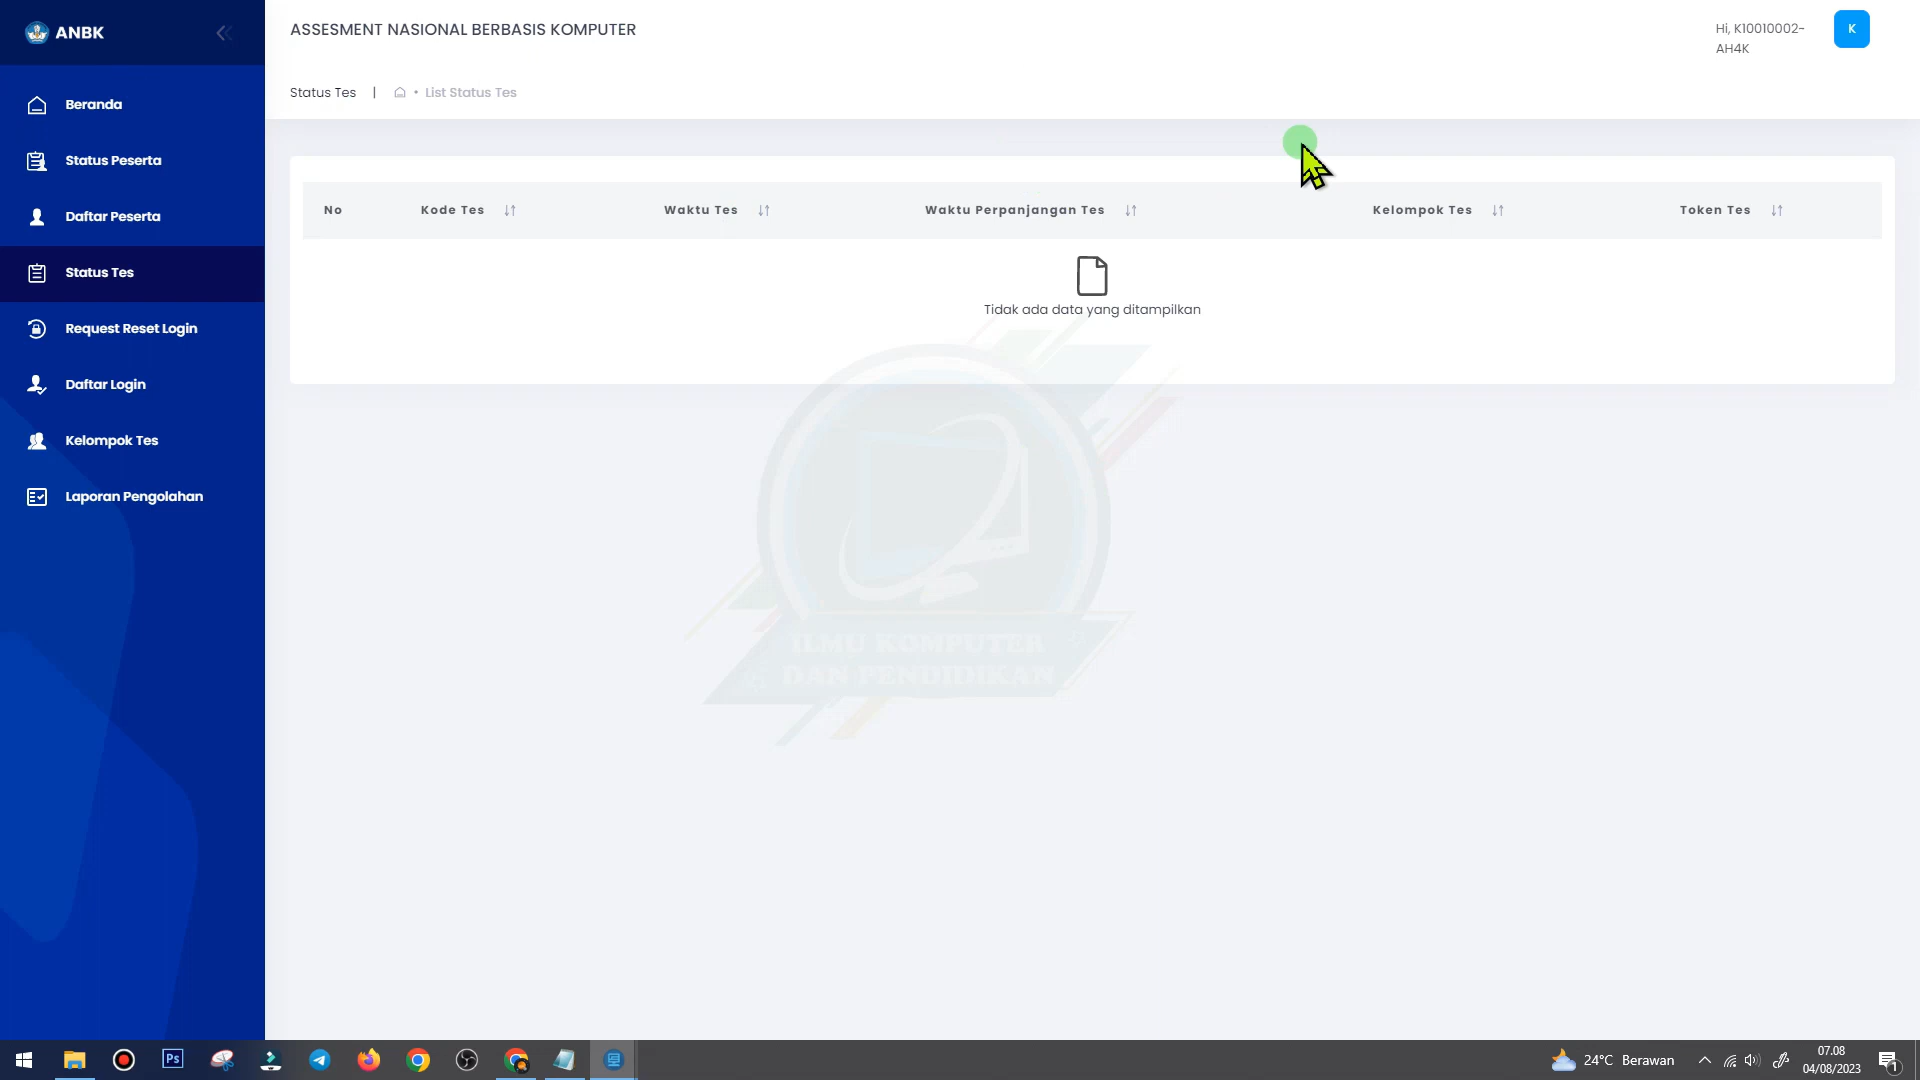 ANBK
ASSESMENT NASIONAL BERBASIS KOMPUTER
Hi, K10010002-
AH4K
K
Status Tes | • List Status Tes
Beranda
Status Peserta
Daftar Peserta
Status Tes
Request Reset Login
Daftar Login
Kelompok Tes
Laporan Pengolahan
No Kode Tes Waktu Tes Waktu Perpanjangan Tes Kelompok Tes Token Tes
Tidak ada data yang ditampilkan
ILMU KOMPUTER
DAN PENDIDIKAN
Ps
24°C Berawan
07.08
04/08/2023
1